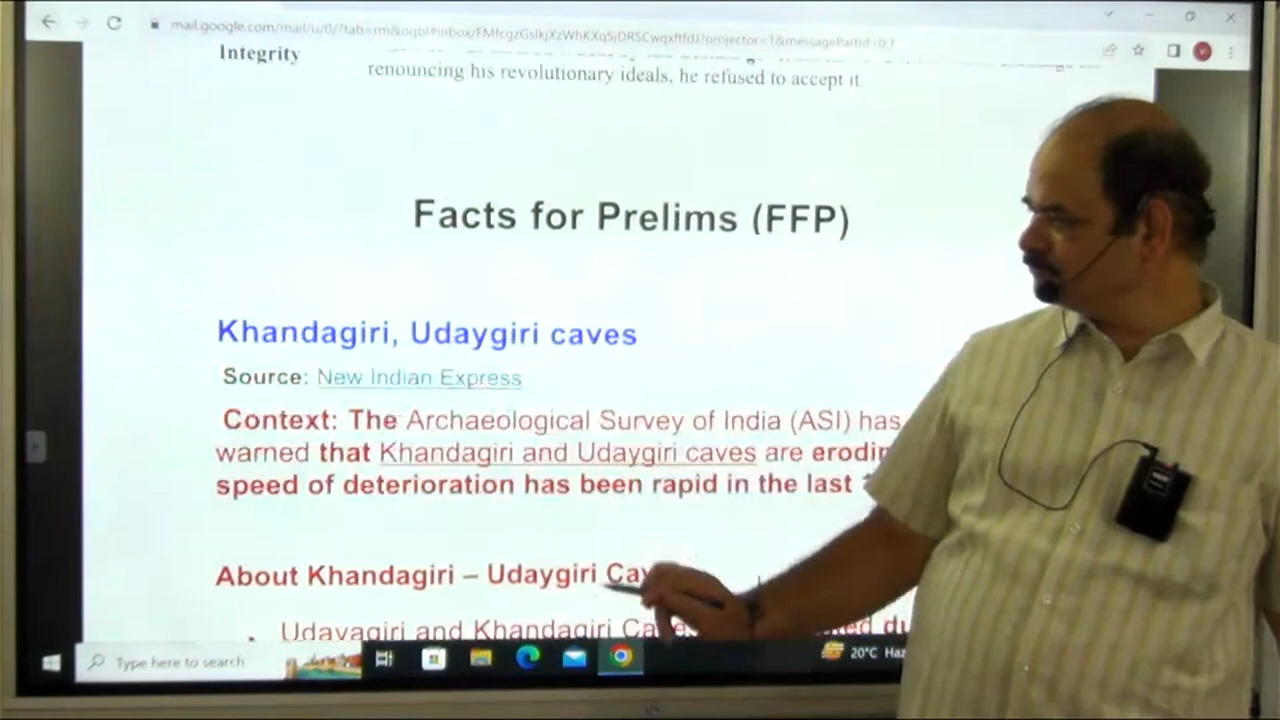 Integrity
renouncing his revolutionary ideals, he refused to accept it
Facts for Prelims (FFP)
Khandagiri, Udaygiri caves
Source: New Indian Express
Context: The Archaeological Survey of India (ASI) has
warned that Khandagiri and Udaygiri caves are
speed of deterioration has been rapid in the last
About Khandagiri – Udaygiri
Udayagiri and Khandagiri
Type here to search
20°C